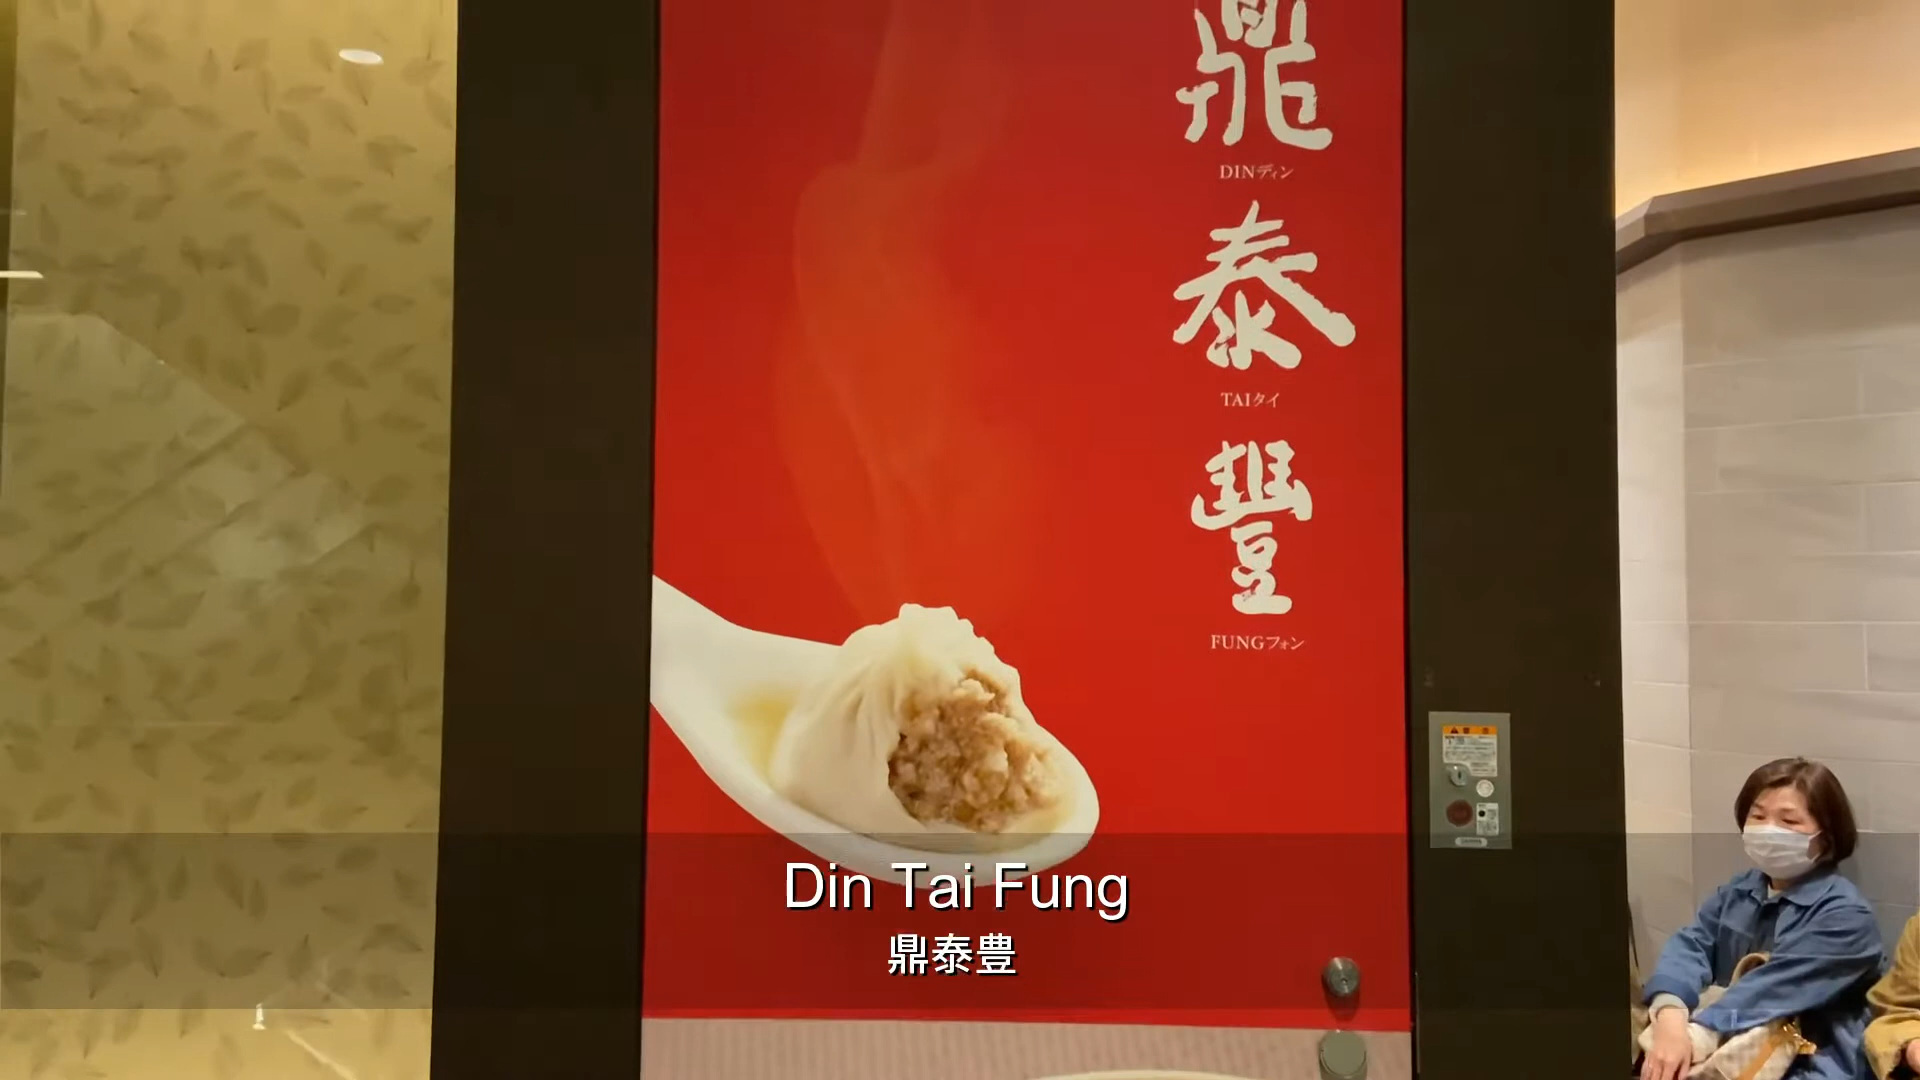 鼎
DINディン
泰
TAIタイ
豐
FUNGフォン
Din Tai Fung
鼎泰豊